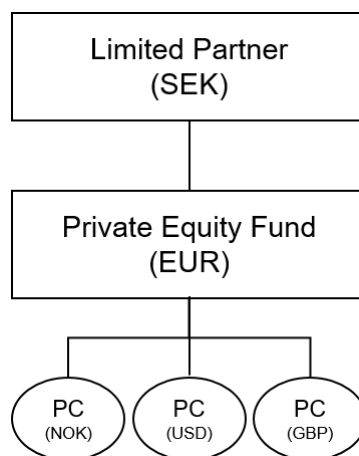 Limited Partner
(SEK)
Private Equity Fund
(EUR)
PC
(NOK)
PC
(USD)
PC
(GBP)